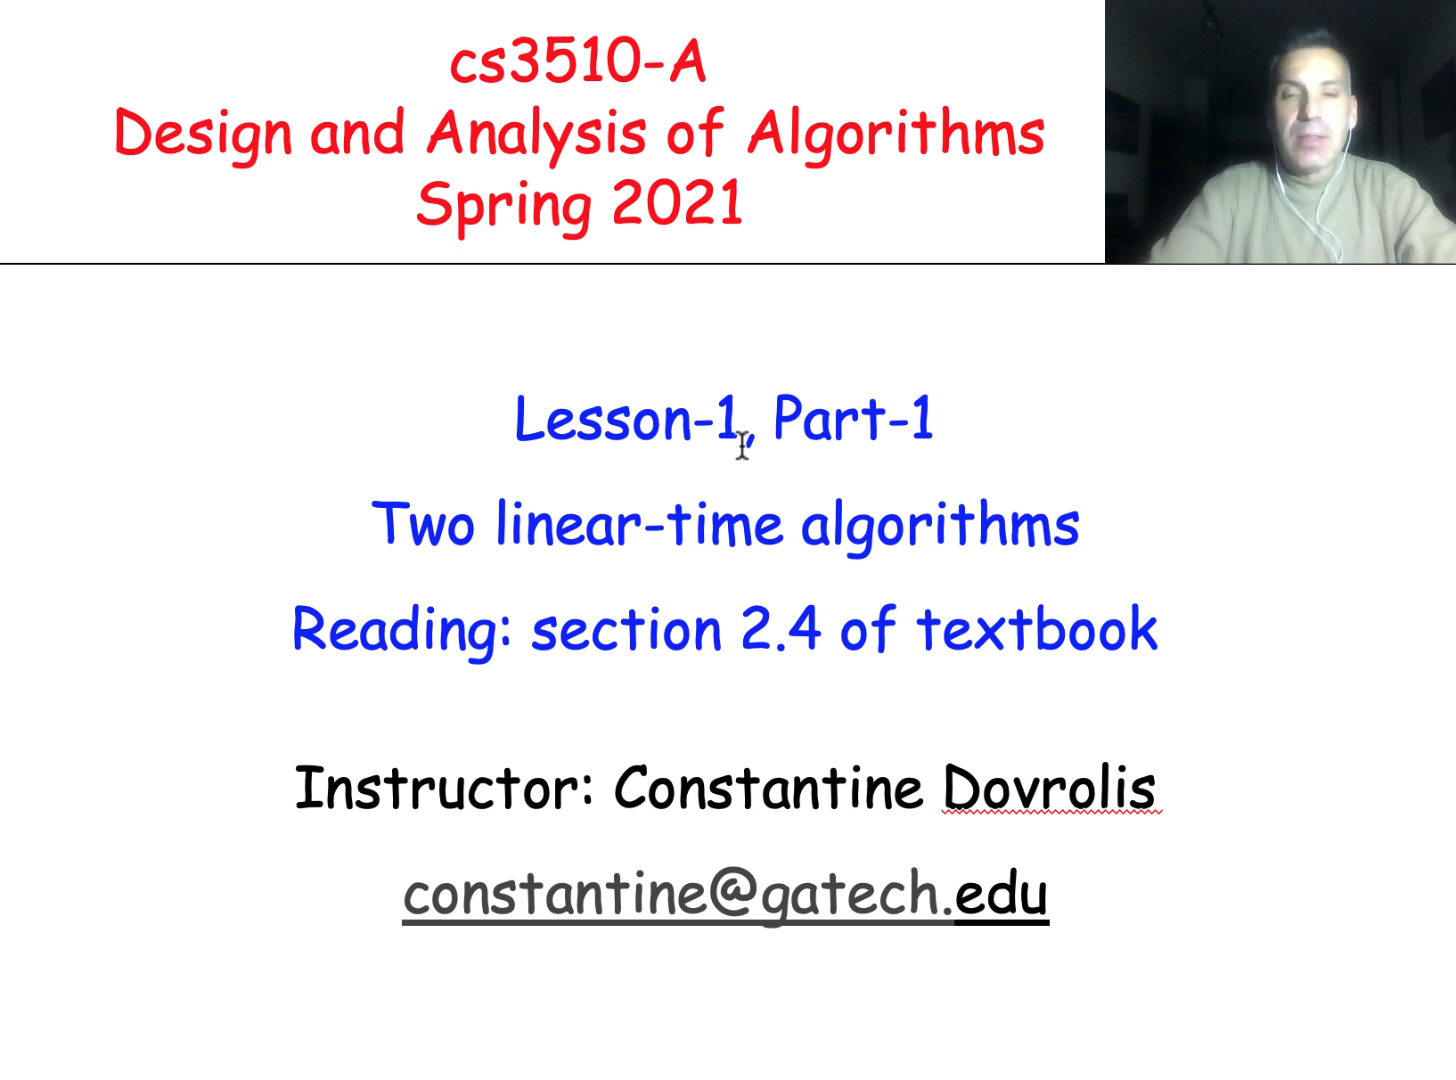 cs3510-A
Design and Analysis of Algorithms
Spring 2021
Lesson-1, Part-1
Two linear-time algorithms
Reading: section 2.4 of textbook
Instructor: Constantine Dovrolis
constantine@gatech.edu